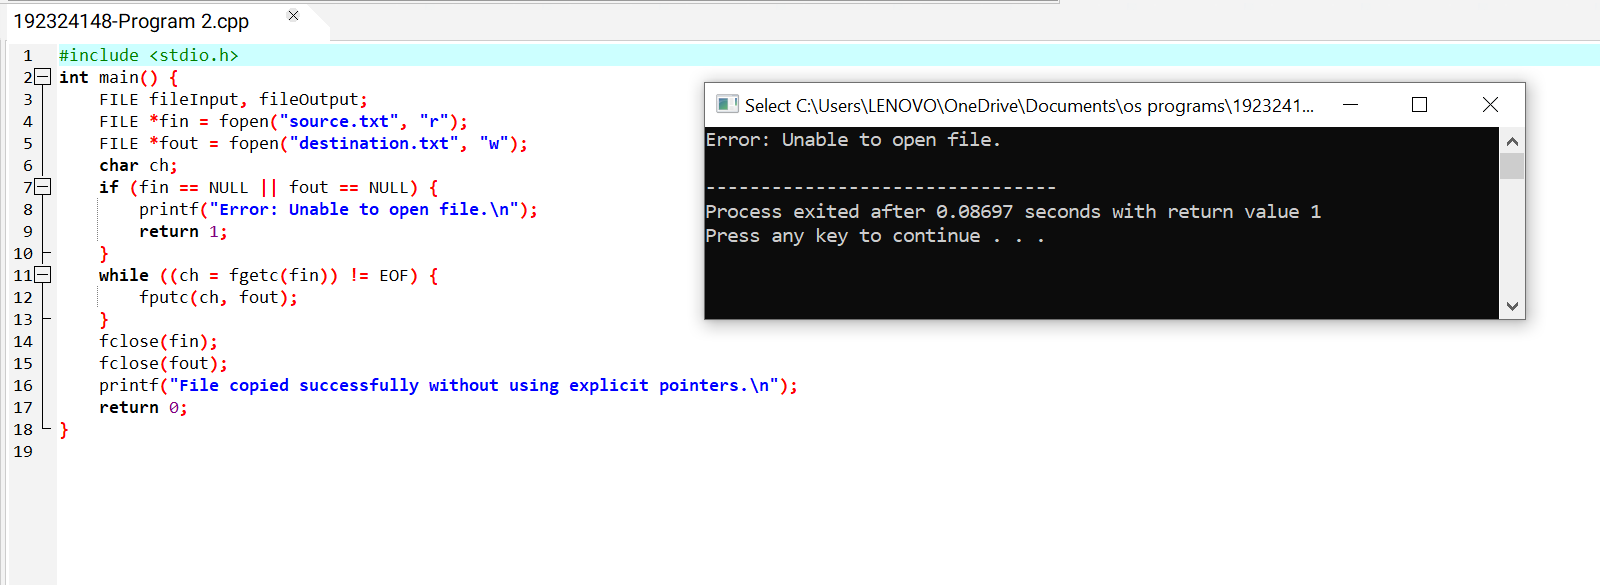 192324148-Program 2.cpp
1 #include <stdio.h>
2 int main() {
3 FILE fileInput, fileOutput;
4 FILE *fin = fopen("source.txt", "r");
5 FILE *fout = fopen("destination.txt", "w");
6 char ch;
7 if (fin == NULL || fout == NULL) {
8 printf("Error: Unable to open file.\n");
9 return 1;
10 }
11 while ((ch = fgetc(fin)) != EOF) {
12 fputc(ch, fout);
13 }
14 fclose(fin);
15 fclose(fout);
16 printf("File copied successfully without using explicit pointers.\n");
17 return 0;
18 }
19
Select C:\Users\LENOVO\OneDrive\Documents\os programs\1923241...
Error: Unable to open file.
--------------------------------
Process exited after 0.08697 seconds with return value 1
Press any key to continue . . .